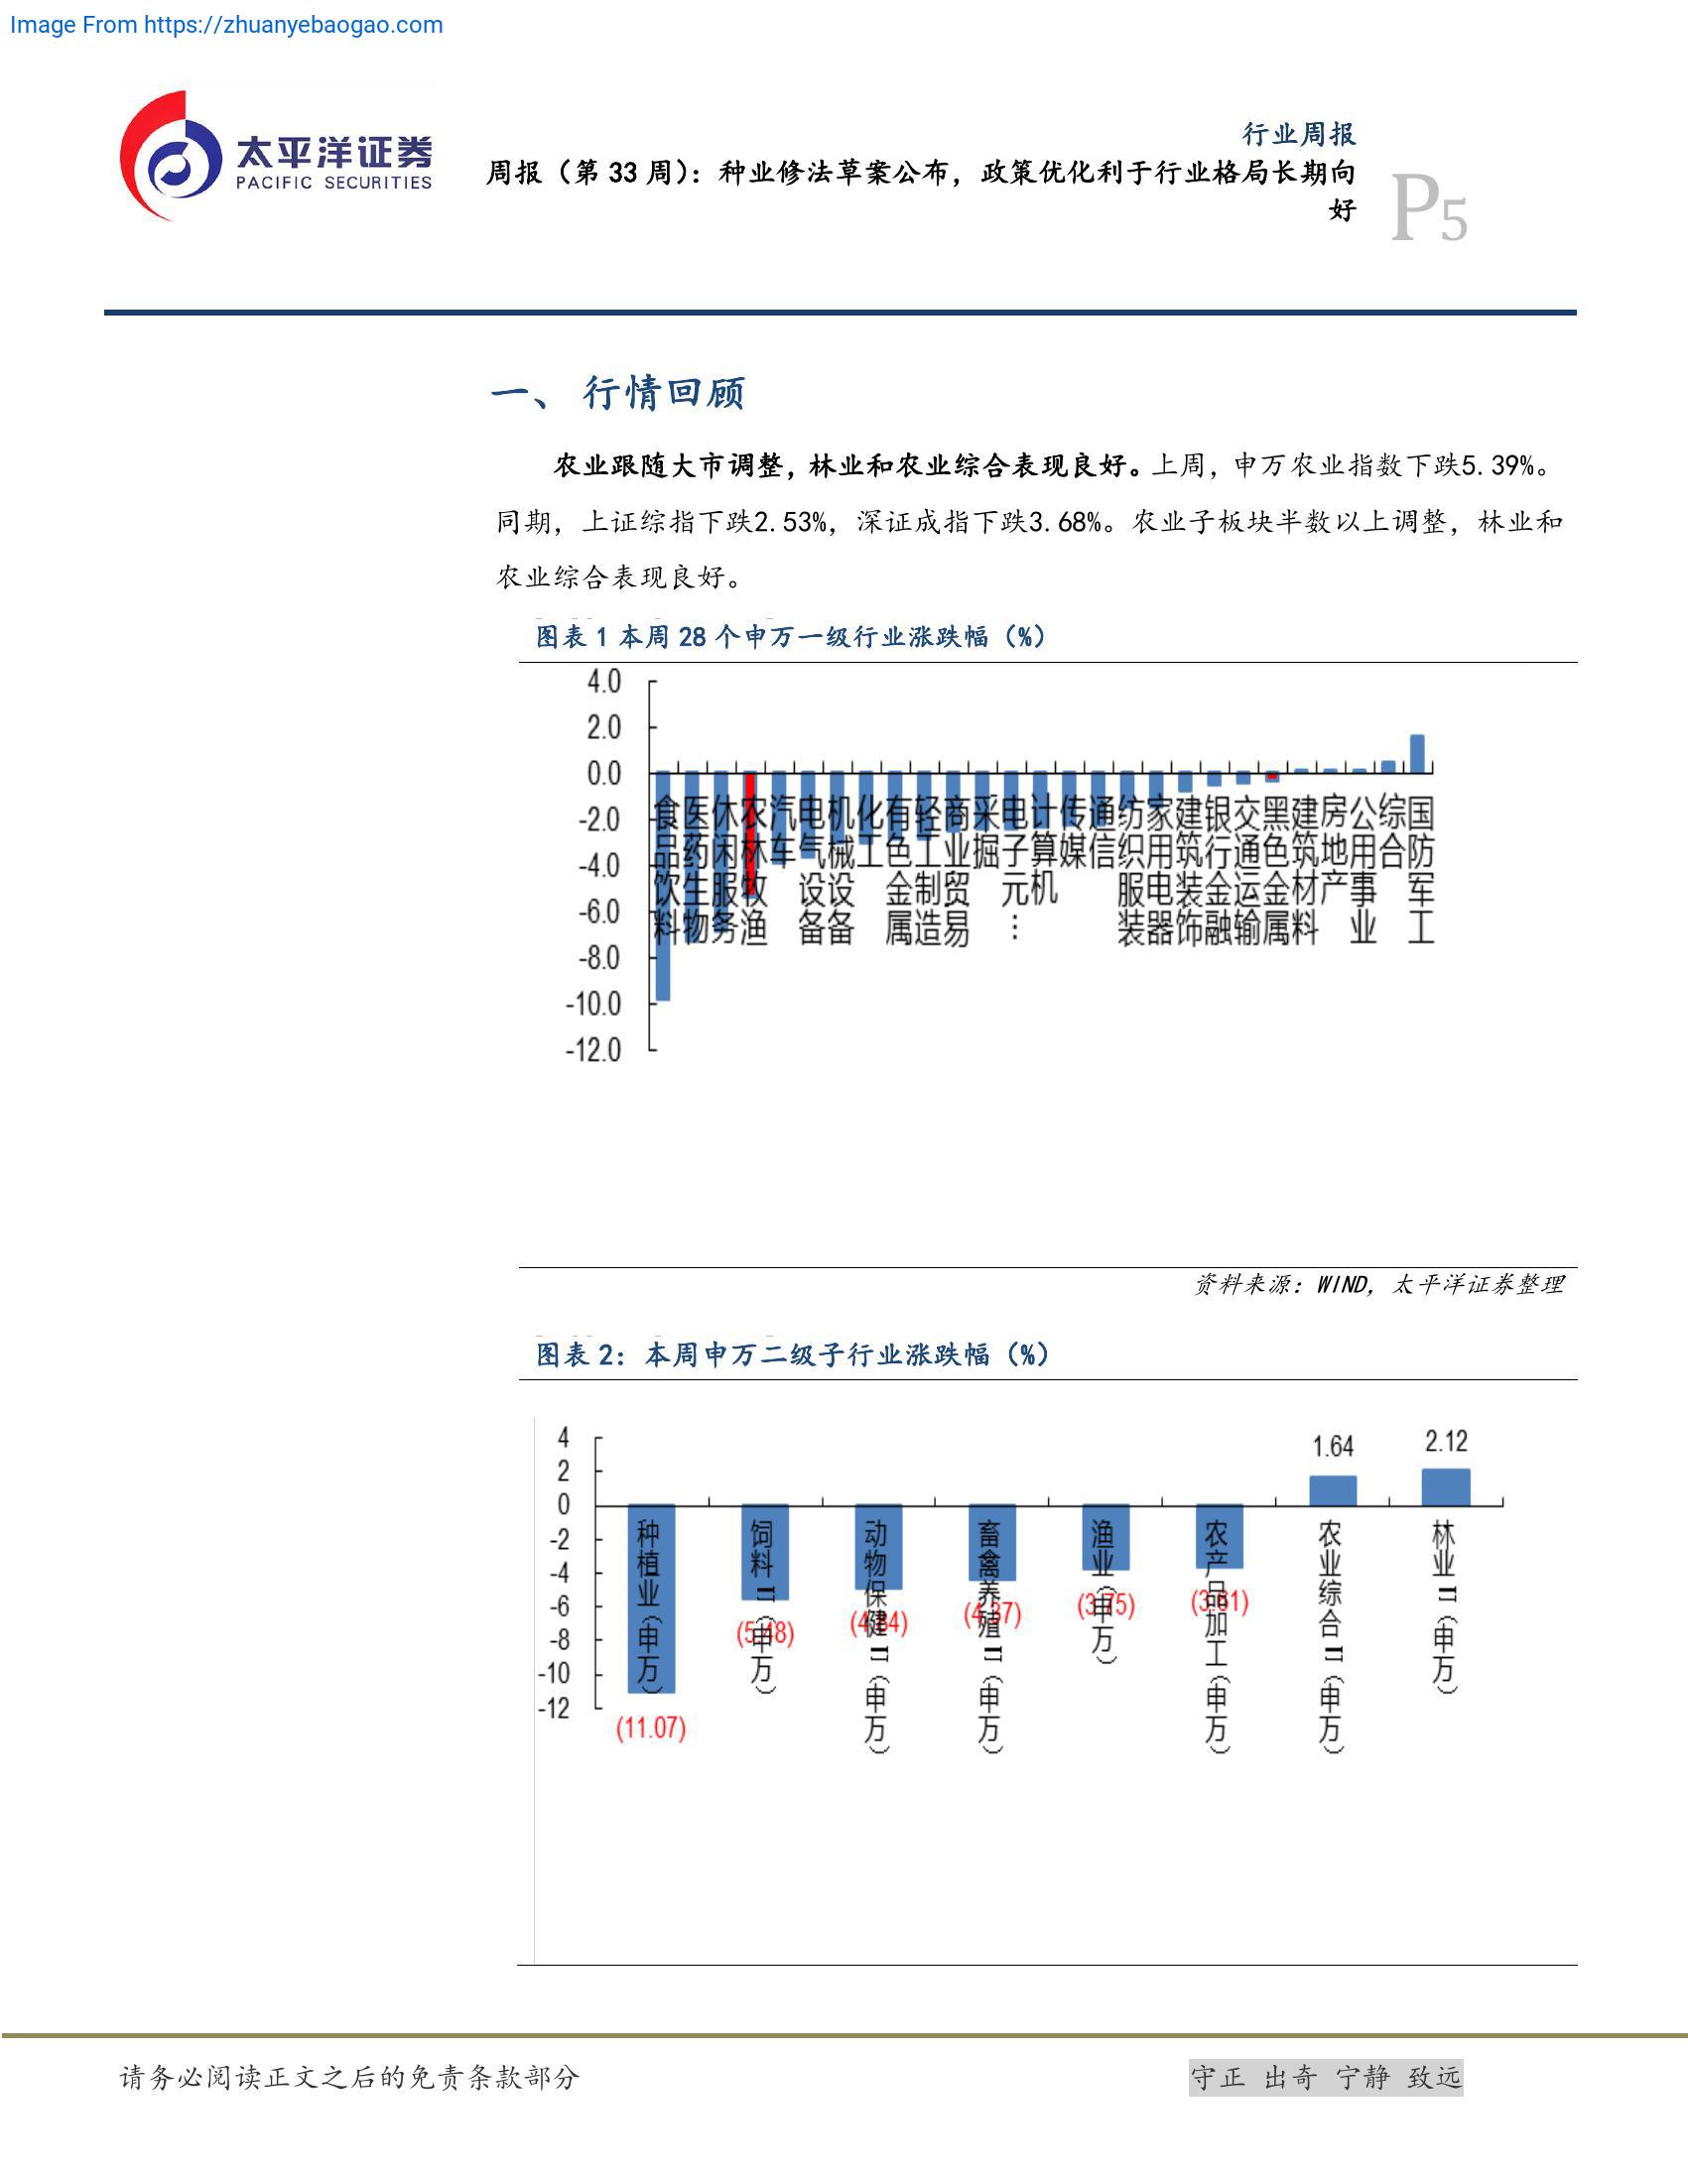 Image From https://zhuanyebaogao.com
太平洋证券
PACIFIC SECURITIES
行业周报
周报（第 33 周）：种业修法草案公布，政策优化利于行业格局长期向
好
P5
一、 行情回顾
农业跟随大市调整，林业和农业综合表现良好。上周，申万农业指数下跌5.39%。
同期，上证综指下跌2.53%，深证成指下跌3.68%。农业子板块半数以上调整，林业和
农业综合表现良好。
图表 1 本周 28 个申万一级行业涨跌幅（%）
4.0
2.0
0.0
-2.0
-4.0
-6.0
-8.0
-10.0
-12.0
食品饮料
医药生物
休闲服务
农林牧渔
汽车
电气设备
机械设备
化工
有色金属
轻工制造
商业贸易
采掘
电子元…
计算机
传媒
通信
纺织服装
家用电器
建筑装饰
银行金融
交通运输
黑色金属
建筑材料
房地产
公用事业
综合
国防军工
资料来源：WIND，太平洋证券整理
图表 2：本周申万二级子行业涨跌幅（%）
4
2
0
-2
-4
-6
-8
-10
-12
种植业（申万）
饲料II（申万）
动物保健II（申万）
畜禽养殖II（申万）
渔业（申万）
农产品加工（申万）
农业综合II（申万）
林业II（申万）
(11.07)
(5.48)
(4.84)
(4.37)
(3.75)
(3.61)
1.64
2.12
请务必阅读正文之后的免责条款部分
守正 出奇 宁静 致远